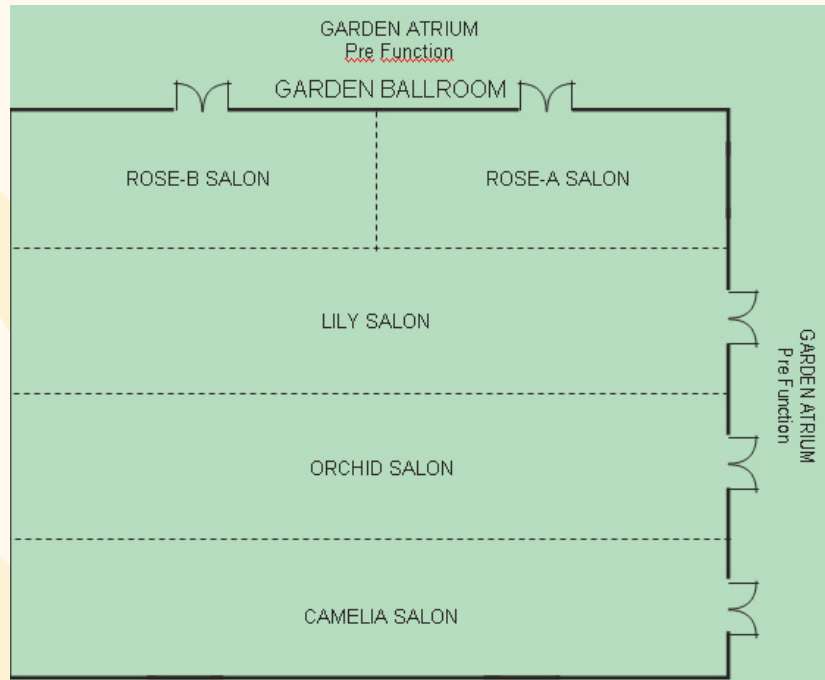 GARDEN ATRIUM
Pre Function
GARDEN BALLROOM
ROSE-B SALON
ROSE-A SALON
LILY SALON
GARDEN ATRIUM
Pre Function
ORCHID SALON
CAMELIA SALON